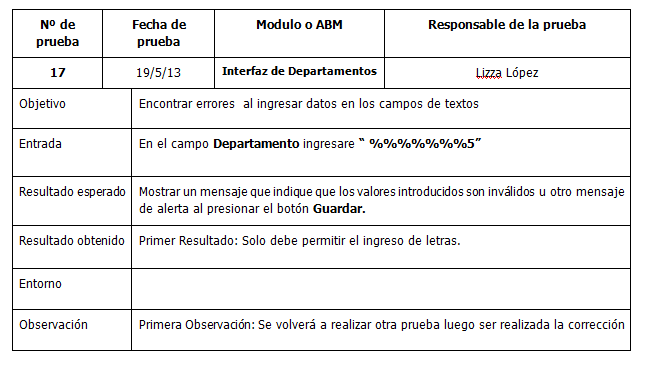 Nº de prueba
Fecha de prueba
Modulo o ABM
Responsable de la prueba
17
19/5/13
Interfaz de Departamentos
Lizza López
Objetivo
Encontrar errores  al ingresar datos en los campos de textos
Entrada
En el campo Departamento ingresare “ %%%%%%%5”
Resultado esperado
Mostrar un mensaje que indique que los valores introducidos son inválidos u otro mensaje
de alerta al presionar el botón Guardar.
Resultado obtenido
Primer Resultado: Solo debe permitir el ingreso de letras.
Entorno
Observación
Primera Observación: Se volverá a realizar otra prueba luego ser realizada la corrección